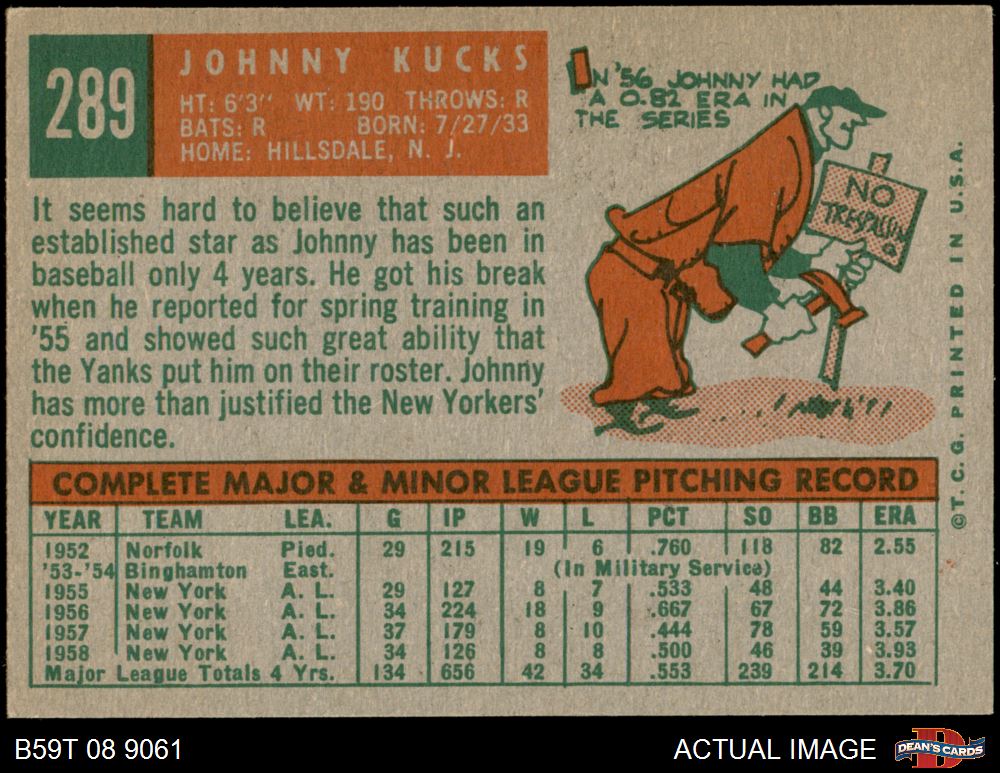 289
JOHNNY KUCKS
HT: 6'3" WT: 190 THROWS: R
BATS: R BORN: 7/27/33
HOME: HILLSDALE, N. J.
IN '56 JOHNNY HAD
A 0.82 ERA IN
THE SERIES
NO
It seems hard to believe that such an
established star as Johnny has been in
baseball only 4 years. He got his break
when he reported for spring training in
'55 and showed such great ability that
the Yanks put him on their roster. Johnny
has more than justified the New Yorkers'
confidence.
©T. C. G. PRINTED IN U.S.A.
COMPLETE MAJOR & MINOR LEAGUE PITCHING RECORD
YEAR TEAM LEA. G IP W L PCT SO BB ERA
1952 Norfolk Pied. 29 215 19 6 .760 118 82 2.55
'53-'54 Binghamton East. (In Military Service)
1955 New York A. L. 29 127 8 7 .533 48 44 3.40
1956 New York A. L. 34 224 18 9 .667 67 72 3.86
1957 New York A. L. 37 179 8 10 .444 78 59 3.57
1958 New York A. L. 34 126 8 8 .500 46 39 3.93
Major League Totals 4 Yrs. 134 656 42 34 .553 239 214 3.70
B59T 08 9061 ACTUAL IMAGE
DEAN'S CARDS